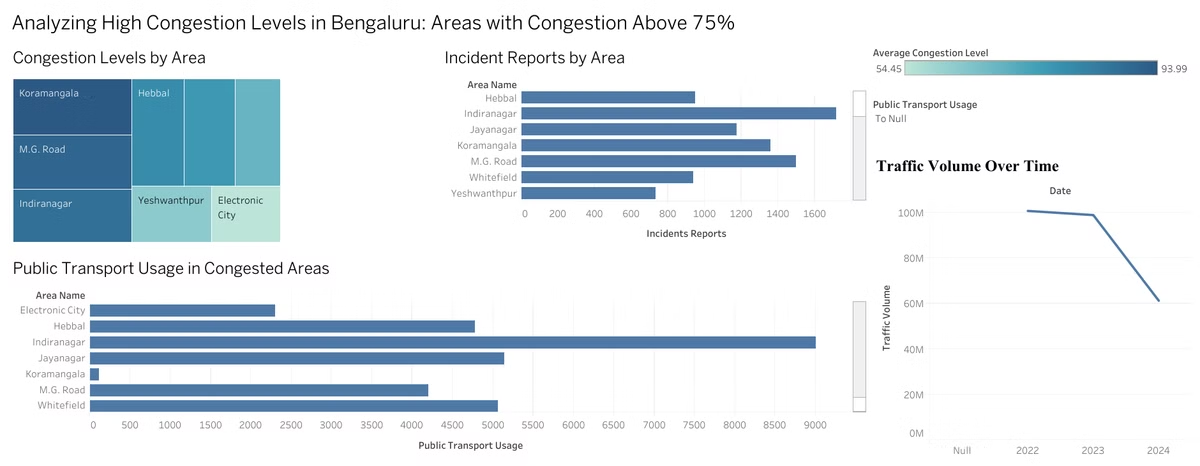 Analyzing High Congestion Levels in Bengaluru: Areas with Congestion Above 75%
Congestion Levels by Area
Koramangala
Hebbal
M.G. Road
Indiranagar
Yeshwanthpur
Electronic
City
Incident Reports by Area
Area Name
Hebbal
Indiranagar
Jayanagar
Koramangala
M.G. Road
Whitefield
Yeshwanthpur
0 200 400 600 800 1000 1200 1400 1600
Incidents Reports
Average Congestion Level
54.45 93.99
Public Transport Usage
To Null
Traffic Volume Over Time
Date
100M
80M
60M
40M
20M
0M
Traffic Volume
Null 2022 2023 2024
Public Transport Usage in Congested Areas
Area Name
Electronic City
Hebbal
Indiranagar
Jayanagar
Koramangala
M.G. Road
Whitefield
0 500 1000 1500 2000 2500 3000 3500 4000 4500 5000 5500 6000 6500 7000 7500 8000 8500 9000
Public Transport Usage